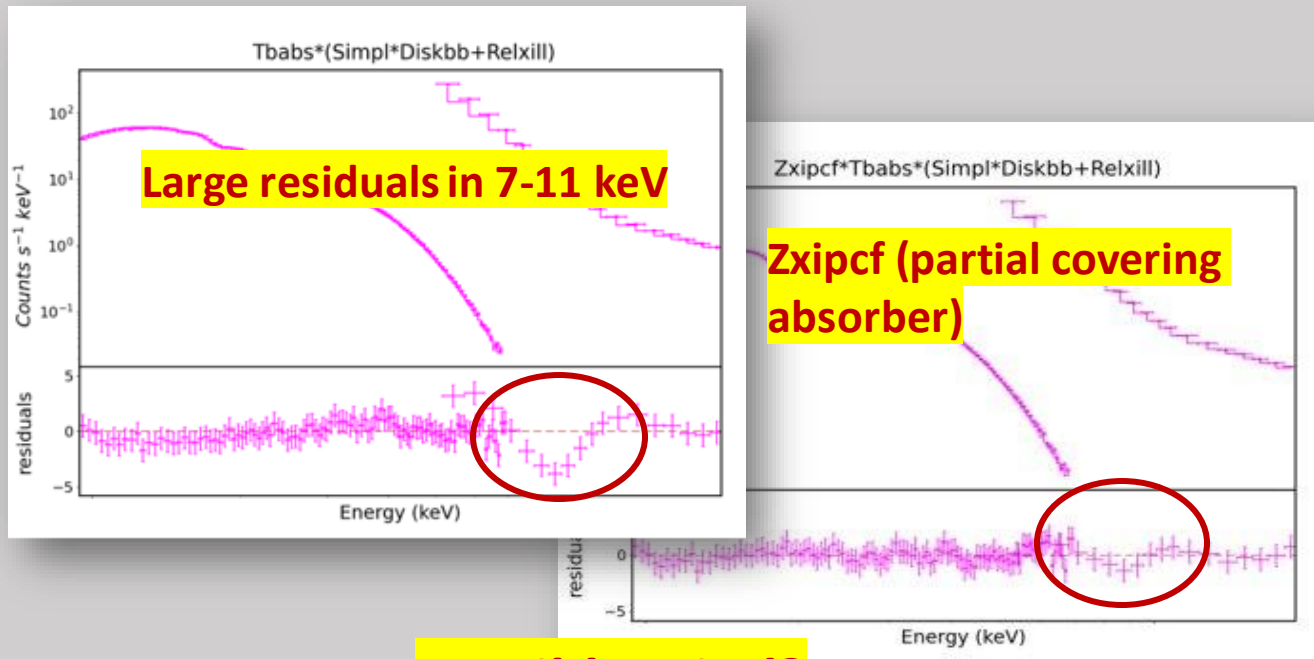 Tbabs*(Simpl*Diskbb+Relxill)
10²
10¹
10⁰
10⁻¹
Counts s⁻¹ keV⁻¹
Large residuals in 7-11 keV
5
0
−5
residuals
Energy (keV)
Zxipcf*Tbabs*(Simpl*Diskbb+Relxill)
Zxipcf (partial covering
absorber)
0
−5
Energy (keV)